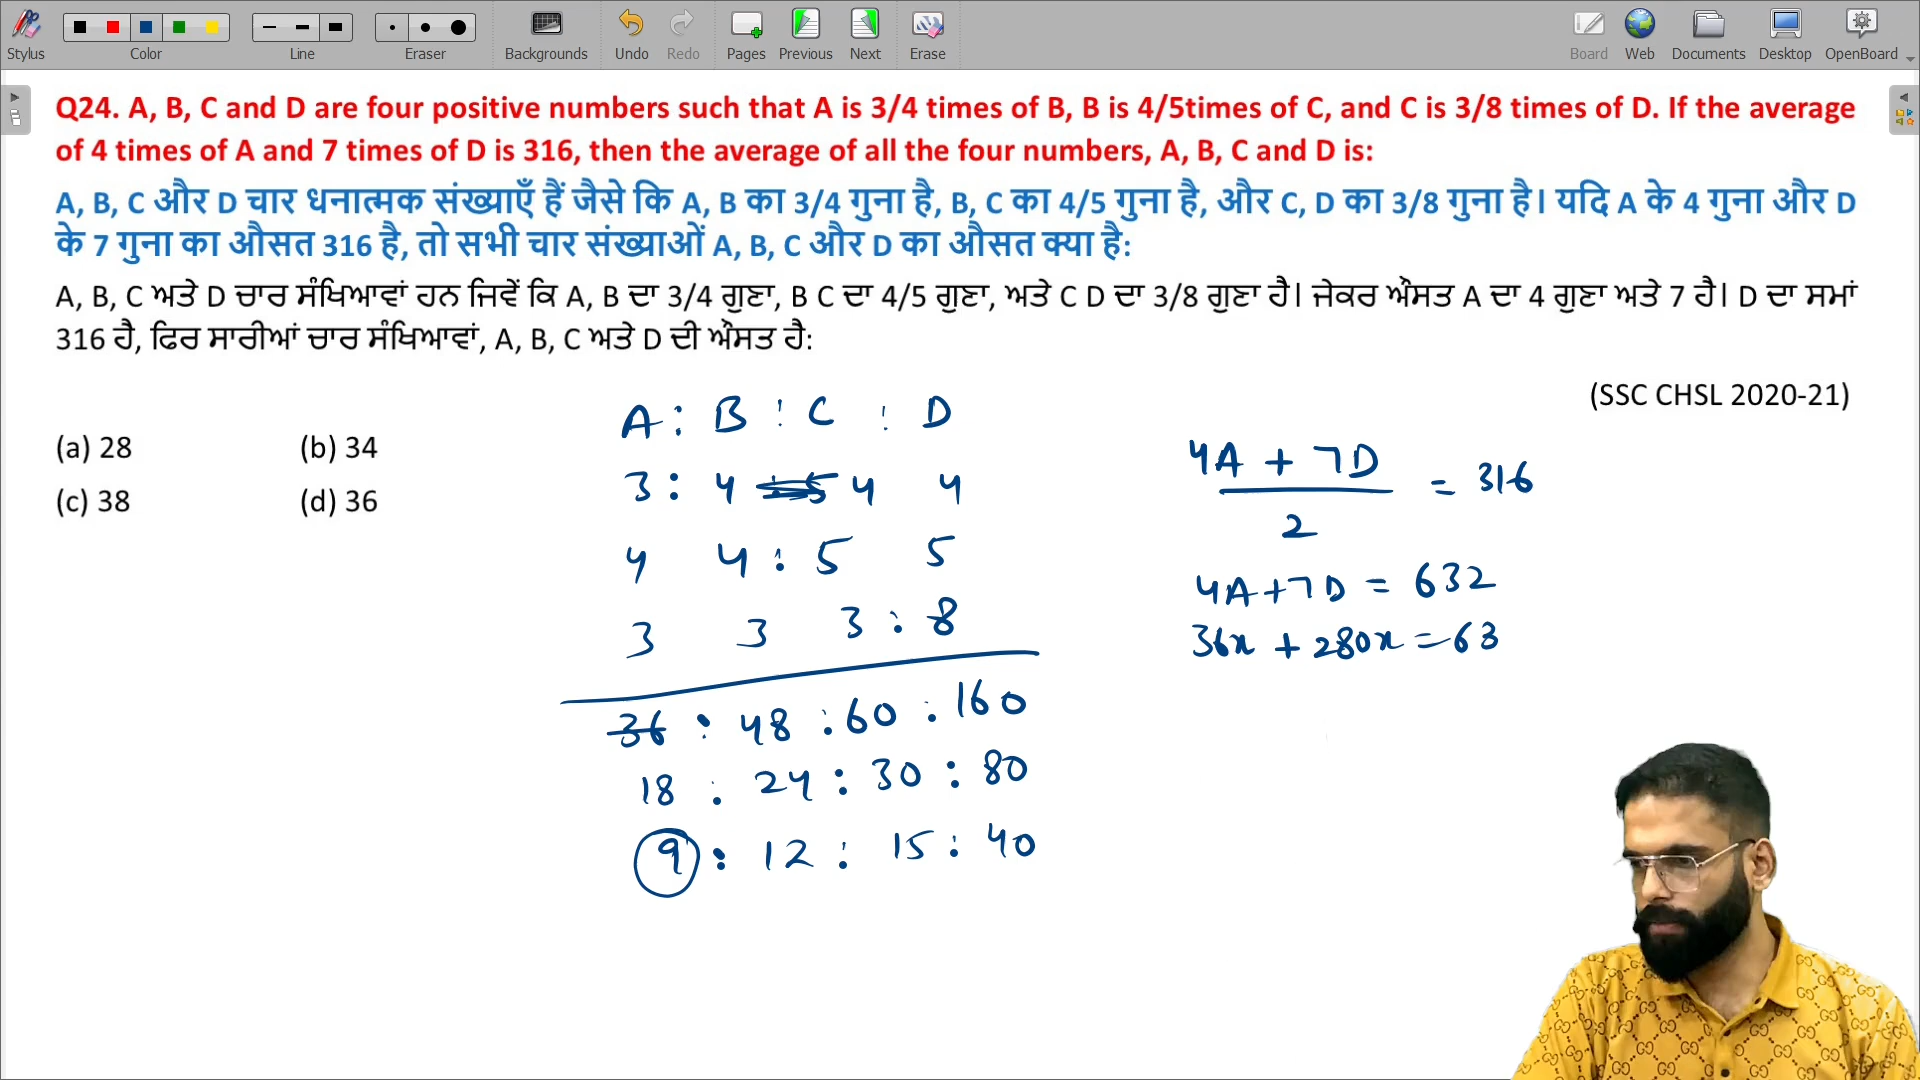 Stylus Color Line Eraser Backgrounds Undo Redo Pages Previous Next Erase Board Web Documents Desktop OpenBoard
Q24. A, B, C and D are four positive numbers such that A is 3/4 times of B, B is 4/5times of C, and C is 3/8 times of D. If the average
of 4 times of A and 7 times of D is 316, then the average of all the four numbers, A, B, C and D is:
A, B, C और D चार धनात्मक संख्याएँ हैं जैसे कि A, B का 3/4 गुना है, B, C का 4/5 गुना है, और C, D का 3/8 गुना है। यदि A के 4 गुना और D
के 7 गुना का औसत 316 है, तो सभी चार संख्याओं A, B, C और D का औसत क्या है:
A, B, C ਅਤੇ D ਚਾਰ ਸੰਖਿਆਵਾਂ ਹਨ ਜਿਵੇਂ ਕਿ A, B ਦਾ 3/4 ਗੁਣਾ, B C ਦਾ 4/5 ਗੁਣਾ, ਅਤੇ C D ਦਾ 3/8 ਗੁਣਾ ਹੈ। ਜੇਕਰ ਔਸਤ A ਦਾ 4 ਗੁਣਾ ਅਤੇ 7 ਹੈ। D ਦਾ ਸਮਾਂ
316 ਹੈ, ਫਿਰ ਸਾਰੀਆਂ ਚਾਰ ਸੰਖਿਆਵਾਂ, A, B, C ਅਤੇ D ਦੀ ਔਸਤ ਹੈ:
(SSC CHSL 2020-21)
(a) 28 (b) 34
(c) 38 (d) 36
A : B : C : D
3 : 4 4 4
4 4 : 5 5
3 3 3 : 8
36 : 48 : 60 : 160
18 : 24 : 30 : 80
9 : 12 : 15 : 40
4A + 7D = 316
2
4A + 7D = 632
36x + 280x = 63